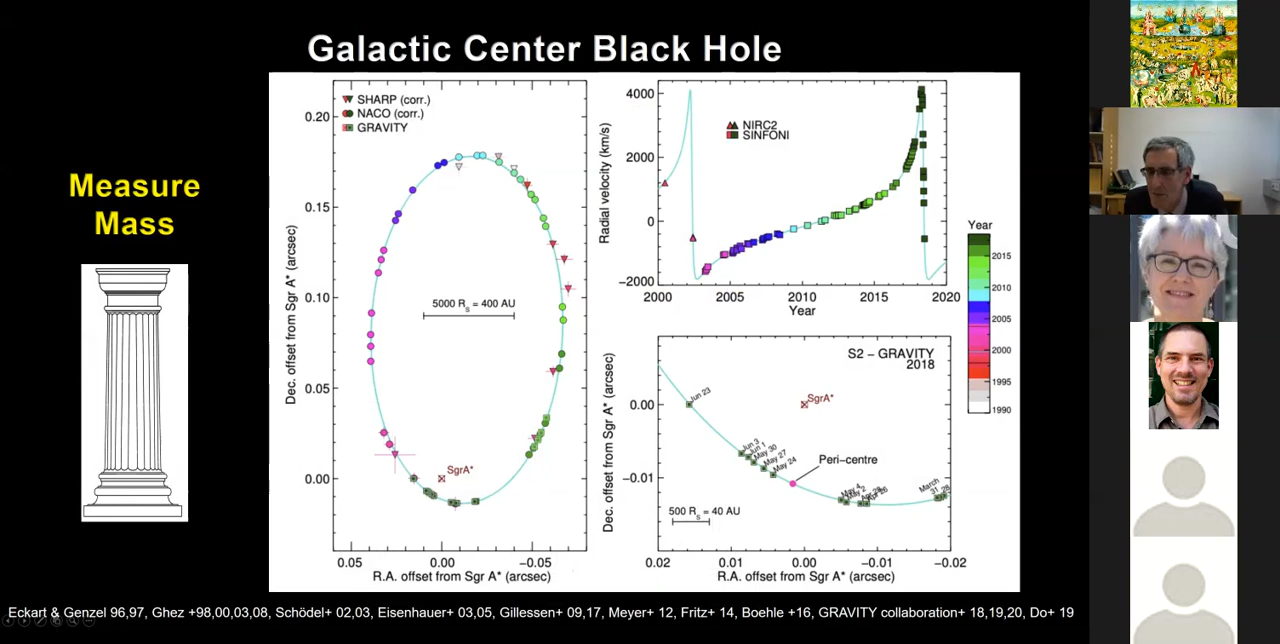 Galactic Center Black Hole
Measure
Mass
SHARP (corr.)
NACO (corr.)
GRAVITY
0.20
0.15
0.10
0.05
0.00
Dec. offset from Sgr A* (arcsec)
5000 RS = 400 AU
SgrA*
0.05
0.00
-0.05
R.A. offset from Sgr A* (arcsec)
NIRC2
SINFONI
4000
2000
0
-2000
Radial velocity (km/s)
2000
2005
2010
2015
2020
Year
Year
2015
2010
2005
2000
1995
1990
S2 - GRAVITY
2018
0.00
-0.01
Dec. offset from Sgr A* (arcsec)
SgrA*
Jun 23
Jun 3
Jun 1
May 30
May 27
May 24
Peri-centre
May 4
May 2
March
31
28
500 RS = 40 AU
0.02
0.01
0.00
-0.01
-0.02
R.A. offset from Sgr A* (arcsec)
Eckart & Genzel 96,97, Ghez +98,00,03,08, Schödel+ 02,03, Eisenhauer+ 03,05, Gillessen+ 09,17, Meyer+ 12, Fritz+ 14, Boehle +16, GRAVITY collaboration+ 18,19,20, Do+ 19